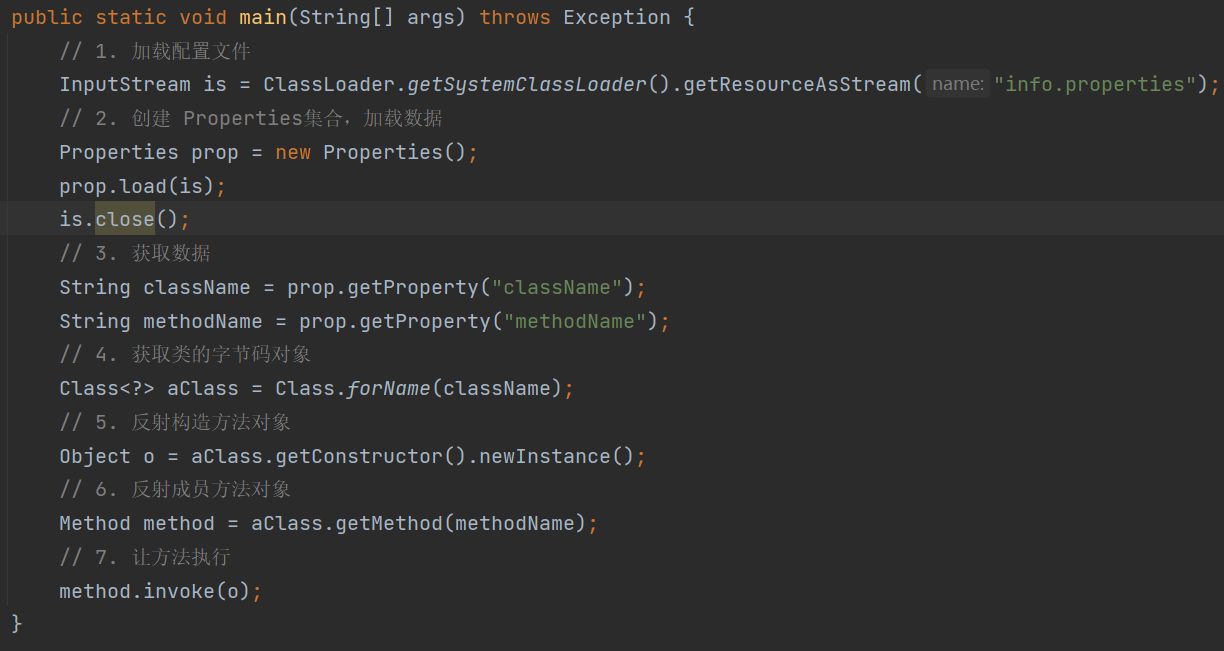 public static void main(String[] args) throws Exception {
    // 1. 加载配置文件
    InputStream is = ClassLoader.getSystemClassLoader().getResourceAsStream( name: "info.properties");
    // 2. 创建 Properties集合，加载数据
    Properties prop = new Properties();
    prop.load(is);
    is.close();
    // 3. 获取数据
    String className = prop.getProperty("className");
    String methodName = prop.getProperty("methodName");
    // 4. 获取类的字节码对象
    Class<?> aClass = Class.forName(className);
    // 5. 反射构造方法对象
    Object o = aClass.getConstructor().newInstance();
    // 6. 反射成员方法对象
    Method method = aClass.getMethod(methodName);
    // 7. 让方法执行
    method.invoke(o);
}